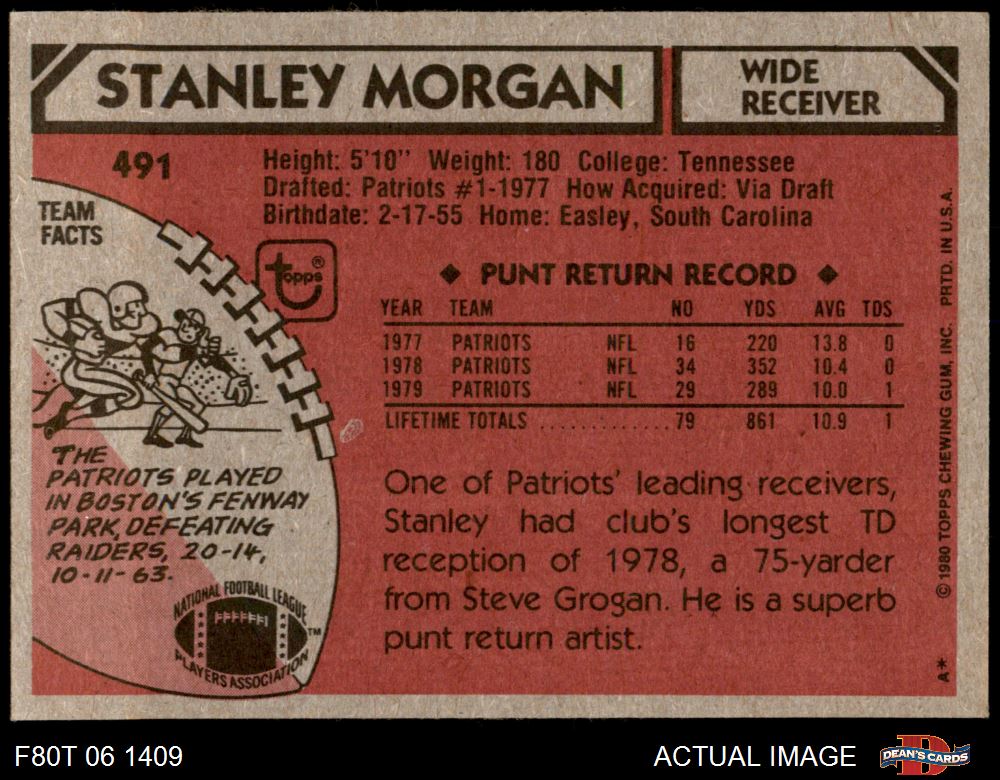 STANLEY MORGAN
WIDE
RECEIVER
491
Height: 5'10" Weight: 180 College: Tennessee
Drafted: Patriots #1-1977 How Acquired: Via Draft
Birthdate: 2-17-55 Home: Easley, South Carolina
TEAM
FACTS
topps®
THE
PATRIOTS PLAYED
IN BOSTON'S FENWAY
PARK, DEFEATING
RAIDERS, 20-14,
10-11-63.
NATIONAL FOOTBALL LEAGUE
PLAYERS ASSOCIATION
TM
◆ PUNT RETURN RECORD ◆
YEAR TEAM NO YDS AVG TDS
1977 PATRIOTS NFL 16 220 13.8 0
1978 PATRIOTS NFL 34 352 10.4 0
1979 PATRIOTS NFL 29 289 10.0 1
LIFETIME TOTALS ............ 79 861 10.9 1
One of Patriots' leading receivers,
Stanley had club's longest TD
reception of 1978, a 75-yarder
from Steve Grogan. He is a superb
punt return artist.
© 1980 TOPPS CHEWING GUM, INC. PRTD. IN U.S.A.
A*
F80T 06 1409
ACTUAL IMAGE
DEAN'S CARDS